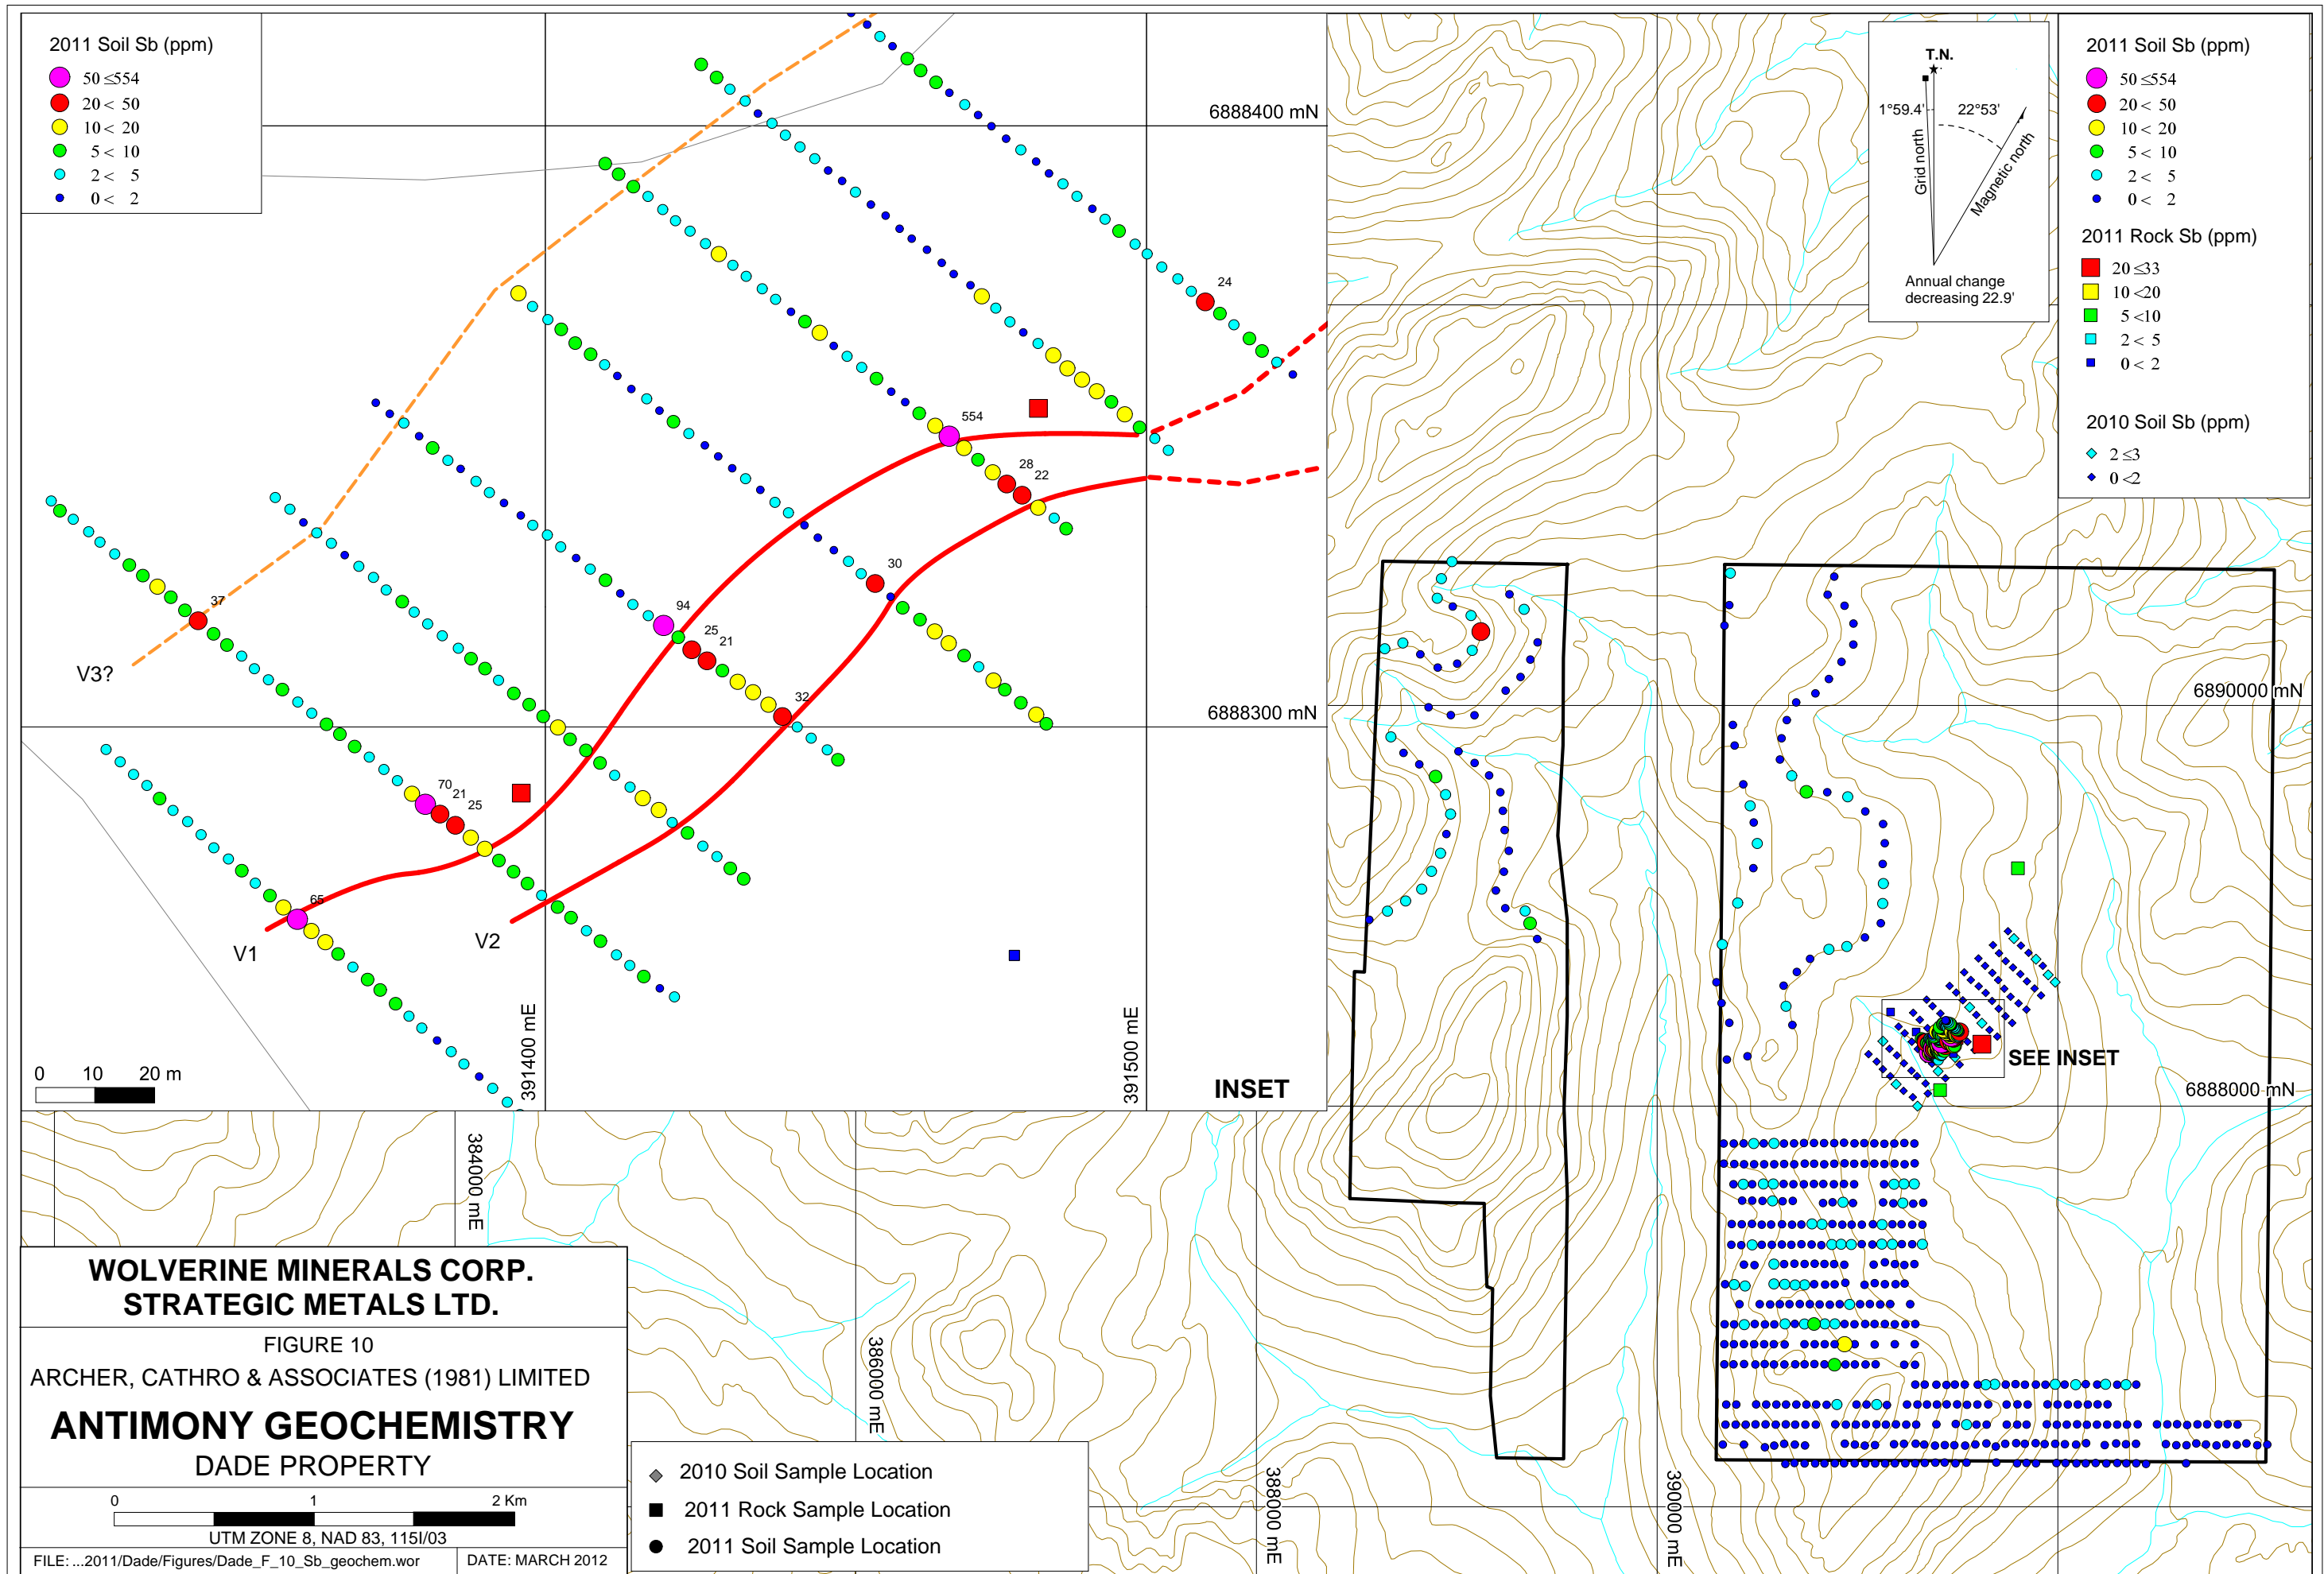 2011 Soil Sb (ppm)
50 ≤554
20 < 50
10 < 20
5 < 10
2 < 5
0 < 2
6888400 mN
24
554
28
22
30
94
25
21
32
37
V3?
6888300 mN
70
21
25
65
V1
V2
391400 mE
391500 mE
0 10 20 m
INSET
T.N.
1°59.4'
22°53'
Grid north
Magnetic north
Annual change
decreasing 22.9'
2011 Soil Sb (ppm)
50 ≤554
20 < 50
10 < 20
5 < 10
2 < 5
0 < 2
2011 Rock Sb (ppm)
20 ≤33
10 <20
5 <10
2 < 5
0 < 2
2010 Soil Sb (ppm)
2 ≤3
0 <2
6890000 mN
SEE INSET
6888000 mN
384000 mE
386000 mE
388000 mE
390000 mE
WOLVERINE MINERALS CORP.
STRATEGIC METALS LTD.
FIGURE 10
ARCHER, CATHRO & ASSOCIATES (1981) LIMITED
ANTIMONY GEOCHEMISTRY
DADE PROPERTY
0 1 2 Km
UTM ZONE 8, NAD 83, 115I/03
FILE: ...2011/Dade/Figures/Dade_F_10_Sb_geochem.wor
DATE: MARCH 2012
2010 Soil Sample Location
2011 Rock Sample Location
2011 Soil Sample Location